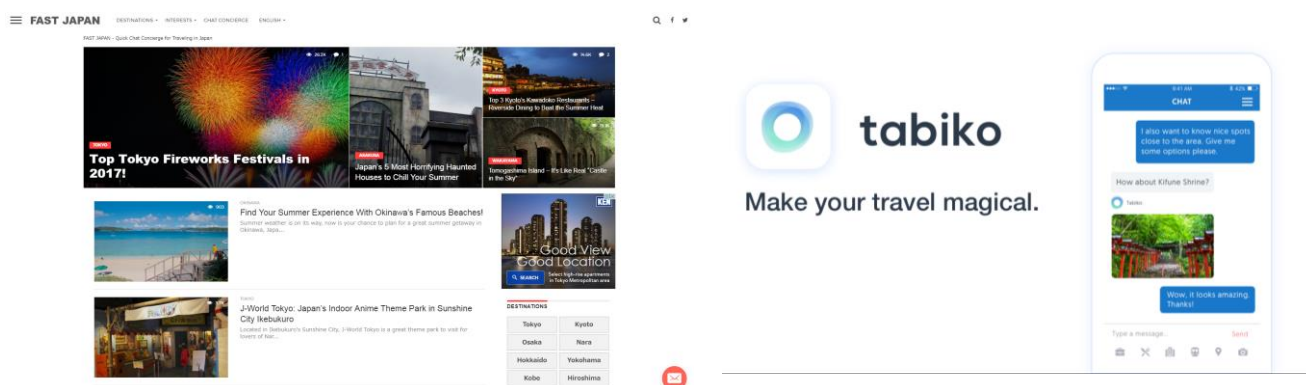 FAST JAPAN
DESTINATIONS
INTERESTS
CHAT CONCIERGE
ENGLISH
FAST JAPAN - Quick Chat Concierge for Traveling in Japan
TOKYO
Top Tokyo Fireworks Festivals in
2017!
Japan's 5 Most Horrifying Haunted
Houses to Chill Your Summer
KYOTO
Top 3 Kyoto's Kawadoko Restaurants –
Riverside Dining to Beat the Summer Heat
WAKAYAMA
Tomogashima Island – It's Like Real "Castle
in the Sky"
Okinawa
Find Your Summer Experience With Okinawa's Famous Beaches!
Summer weather is on its way, now is your chance to plan for a great summer getaway in
Okinawa, Japa...
TOKYO
J-World Tokyo: Japan's Indoor Anime Theme Park in Sunshine
City Ikebukuro
Located in Ikebukuro's Sunshine City, J-World Tokyo is a great theme park to visit for
lovers of Nar...
KEN
Good View
Good Location
SEARCH
Select high-rise apartments
in Tokyo Metropolitan area
DESTINATIONS
Tokyo
Kyoto
Osaka
Nara
Hokkaido
Yokohama
Kobe
Hiroshima
tabiko
Make your travel magical.
9:41 AM
42%
CHAT
I also want to know nice spots
close to the area. Give me
some options please.
How about Kifune Shrine?
Tabiko
Wow, it looks amazing.
Thanks!
Type a message...
Send